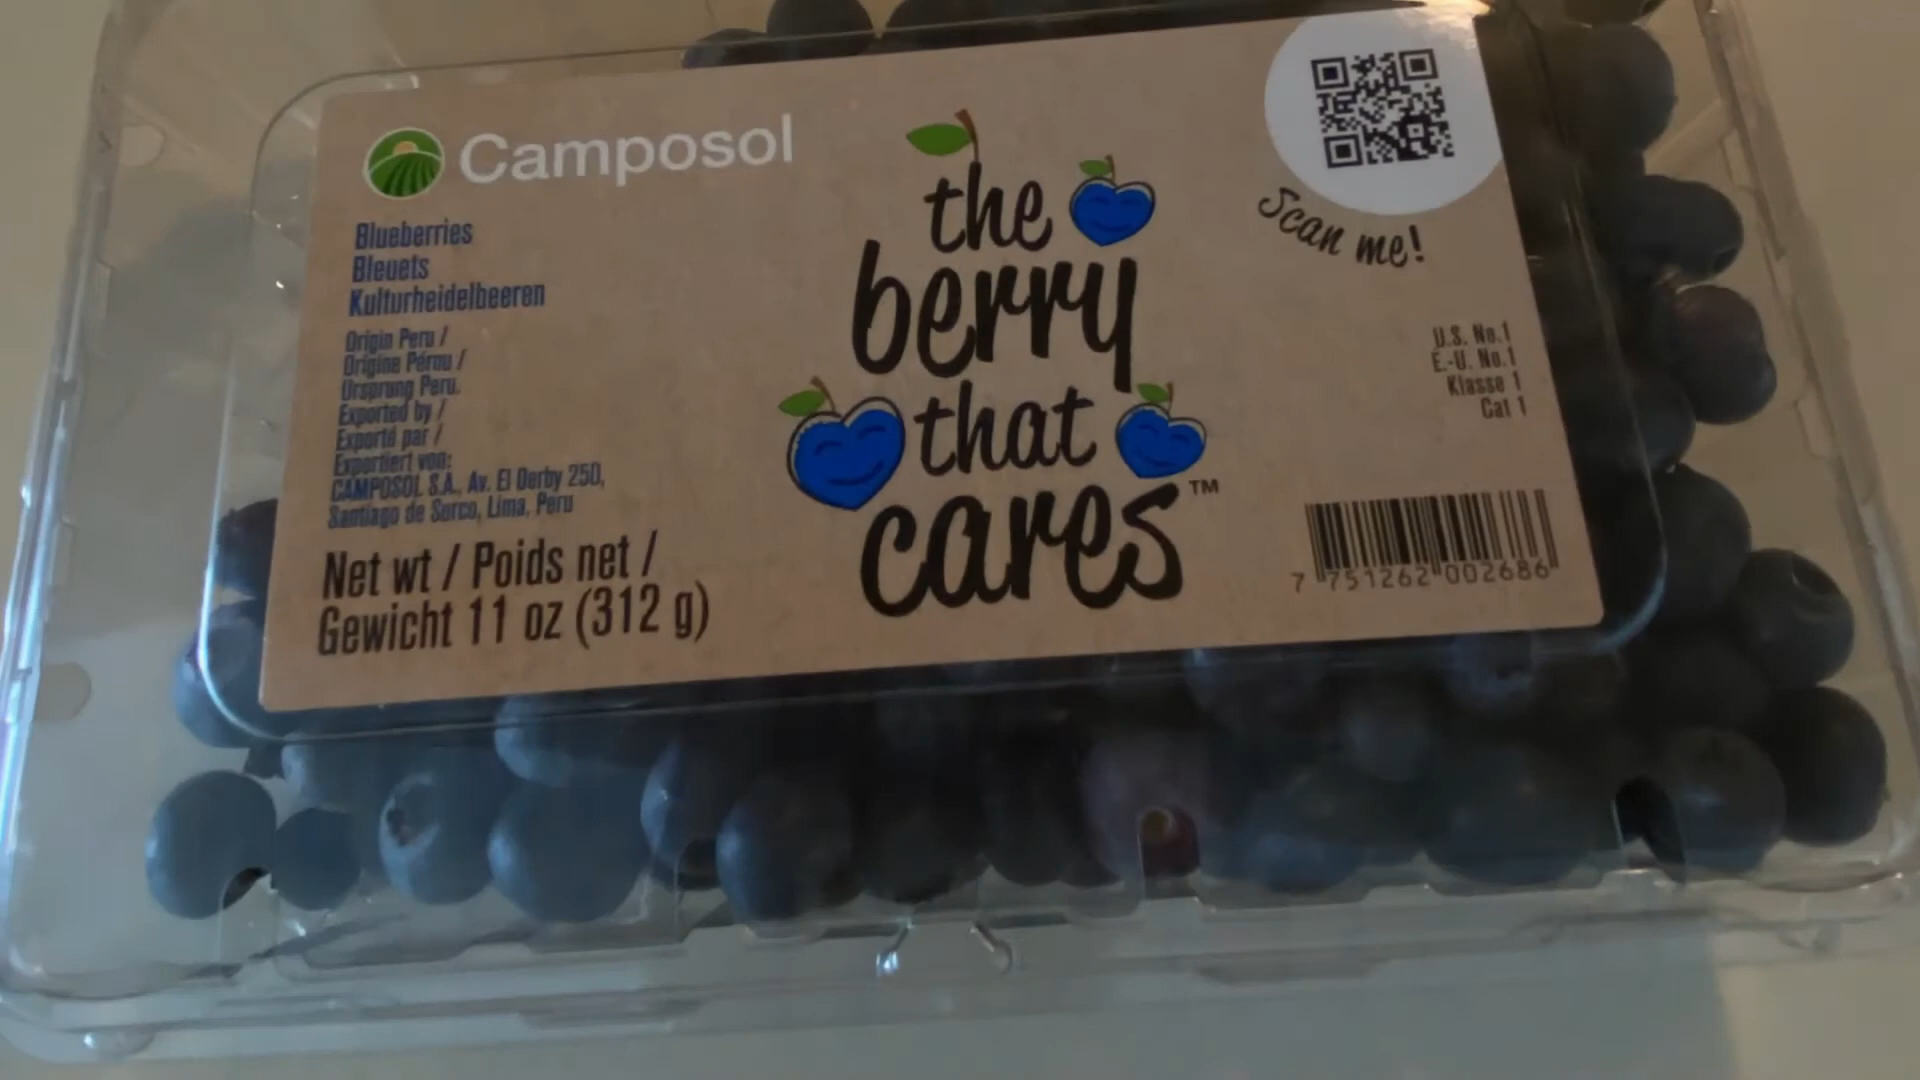 Camposol
Blueberries
Bleuets
Kulturheidelbeeren
Origin Peru /
Origine Pérou /
Ursprung Peru.
Exported by /
Exporté par /
Exportiert von:
CAMPOSOL S.A., Av. El Derby 250,
Santiago de Surco, Lima, Peru
Net wt / Poids net /
Gewicht 11 oz (312 g)
the
berry
that
cares™
Scan me!
U.S. No.1
E.-U. No.1
Klasse 1
Cat 1
7 751262 002686